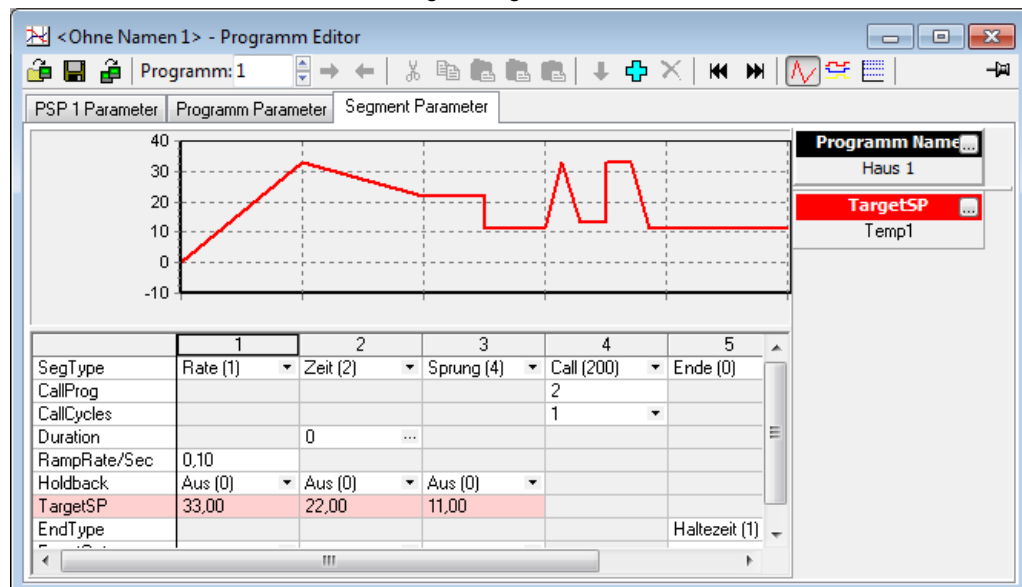 <Ohne Namen 1> - Programm Editor
Programm: 1
PSP 1 Parameter Programm Parameter Segment Parameter
40
30
20
10
0
-10
Programm Name...
Haus 1
TargetSP ...
Temp1
1 2 3 4 5
SegType Rate (1) Zeit (2) Sprung (4) Call (200) Ende (0)
CallProg 2
CallCycles 1
Duration 0 ...
RampRate/Sec 0,10
Holdback Aus (0) Aus (0) Aus (0)
TargetSP 33,00 22,00 11,00
EndType Haltezeit (1)